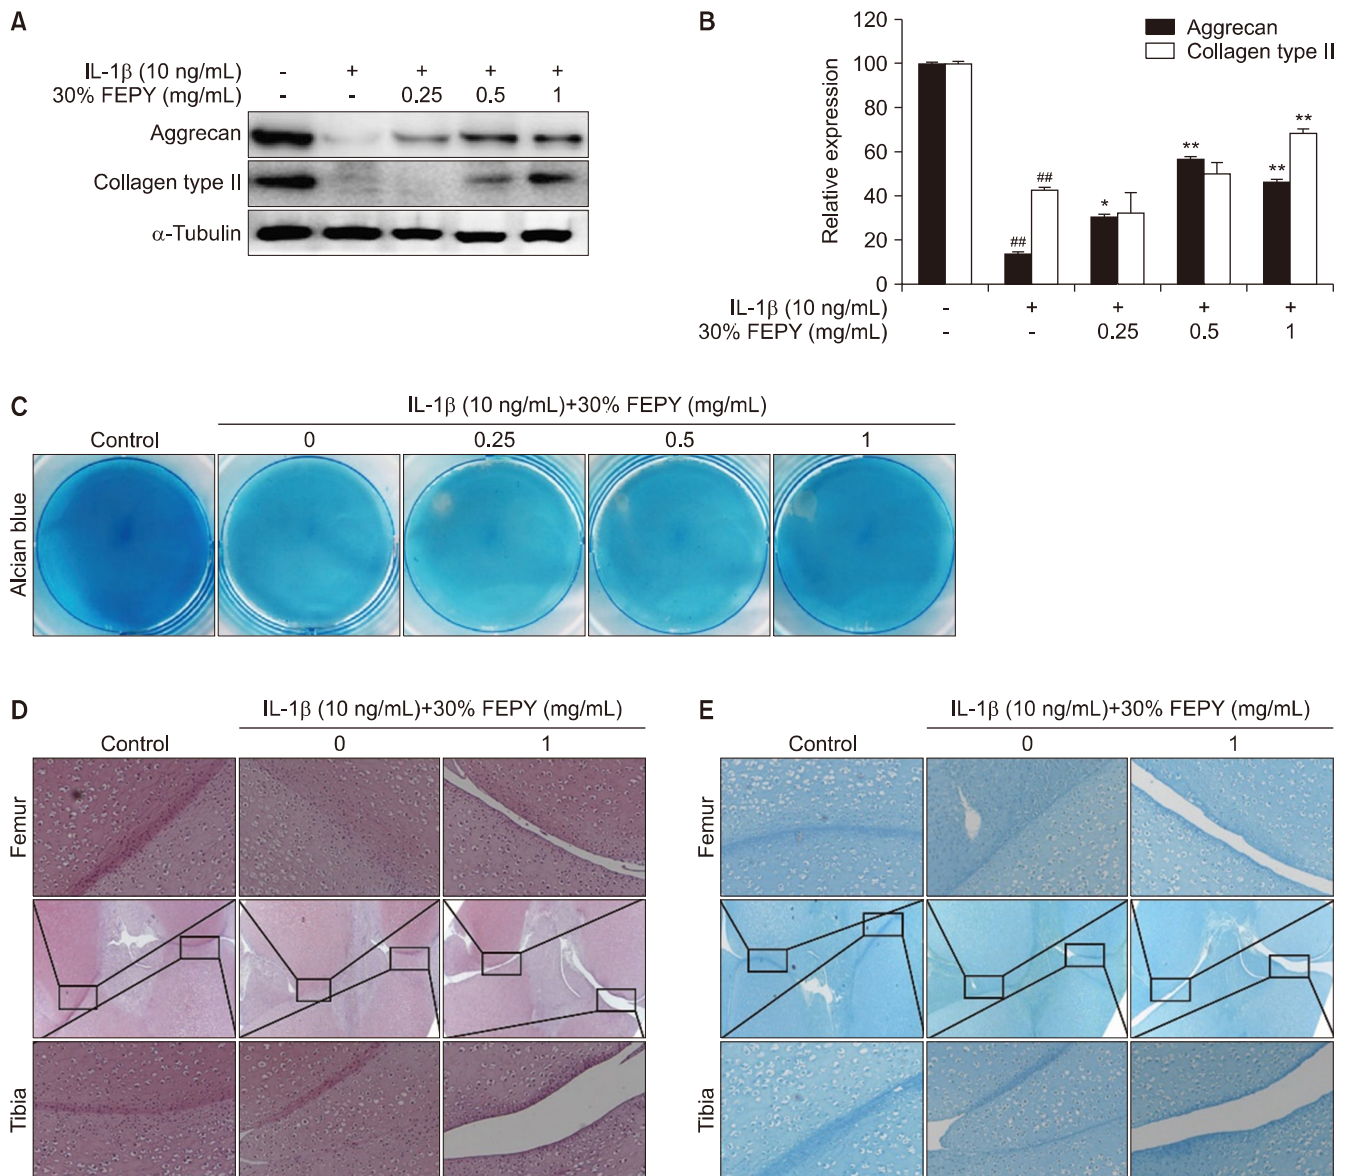 A
IL-1β (10 ng/mL) - + + + +
30% FEPY (mg/mL) - - 0.25 0.5 1
Aggrecan
Collagen type II
α-Tubulin
B
Aggrecan
Collagen type II
Relative expression
120
100
80
60
40
20
0
##
##
*
**
**
**
IL-1β (10 ng/mL) - + + + +
30% FEPY (mg/mL) - - 0.25 0.5 1
C
IL-1β (10 ng/mL)+30% FEPY (mg/mL)
Control 0 0.25 0.5 1
Alcian blue
D
IL-1β (10 ng/mL)+30% FEPY (mg/mL)
Control 0 1
Femur
Tibia
E
IL-1β (10 ng/mL)+30% FEPY (mg/mL)
Control 0 1
Femur
Tibia